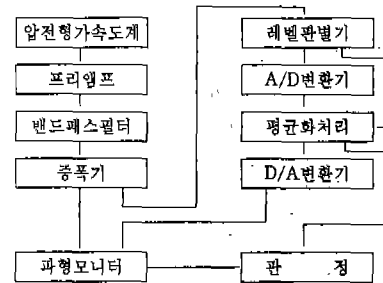 압전형가속도계
프리앰프
밴드패스필터
증폭기
파형모니터
레벨판별기
A/D변환기
평균화처리
D/A변환기
판 정